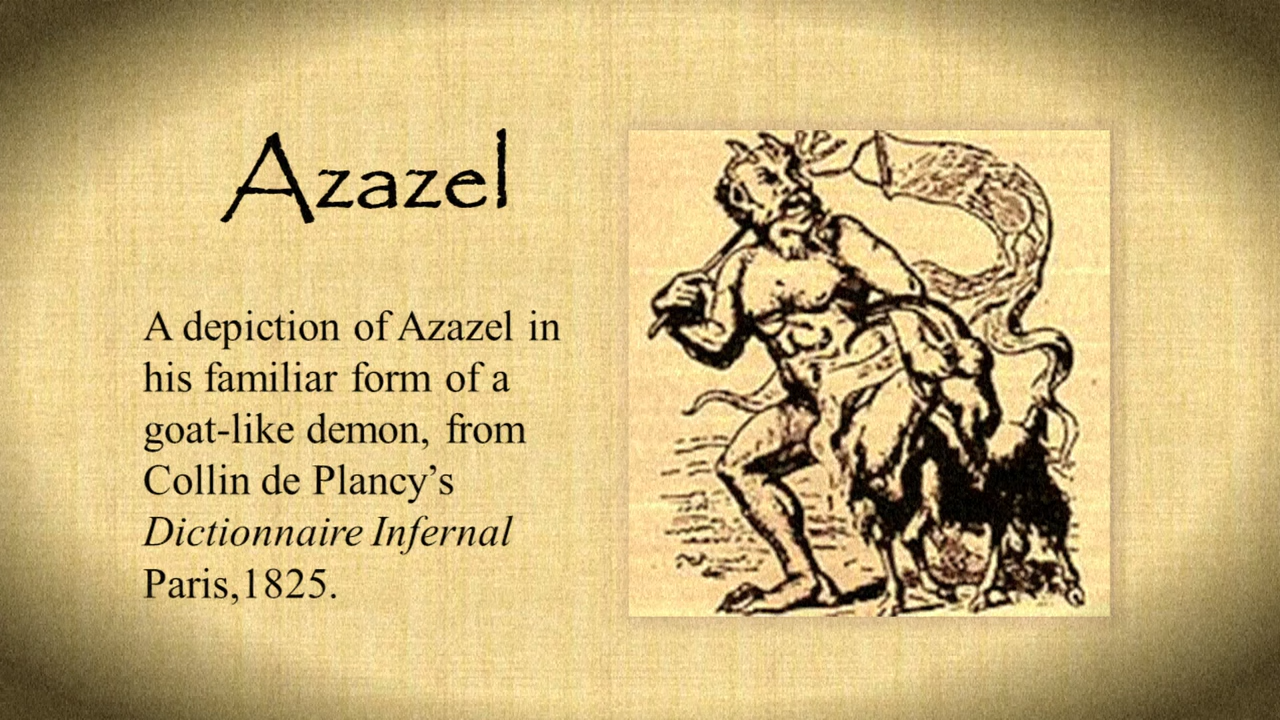 Azazel
A depiction of Azazel in
his familiar form of a
goat-like demon, from
Collin de Plancy’s
Dictionnaire Infernal
Paris,1825.